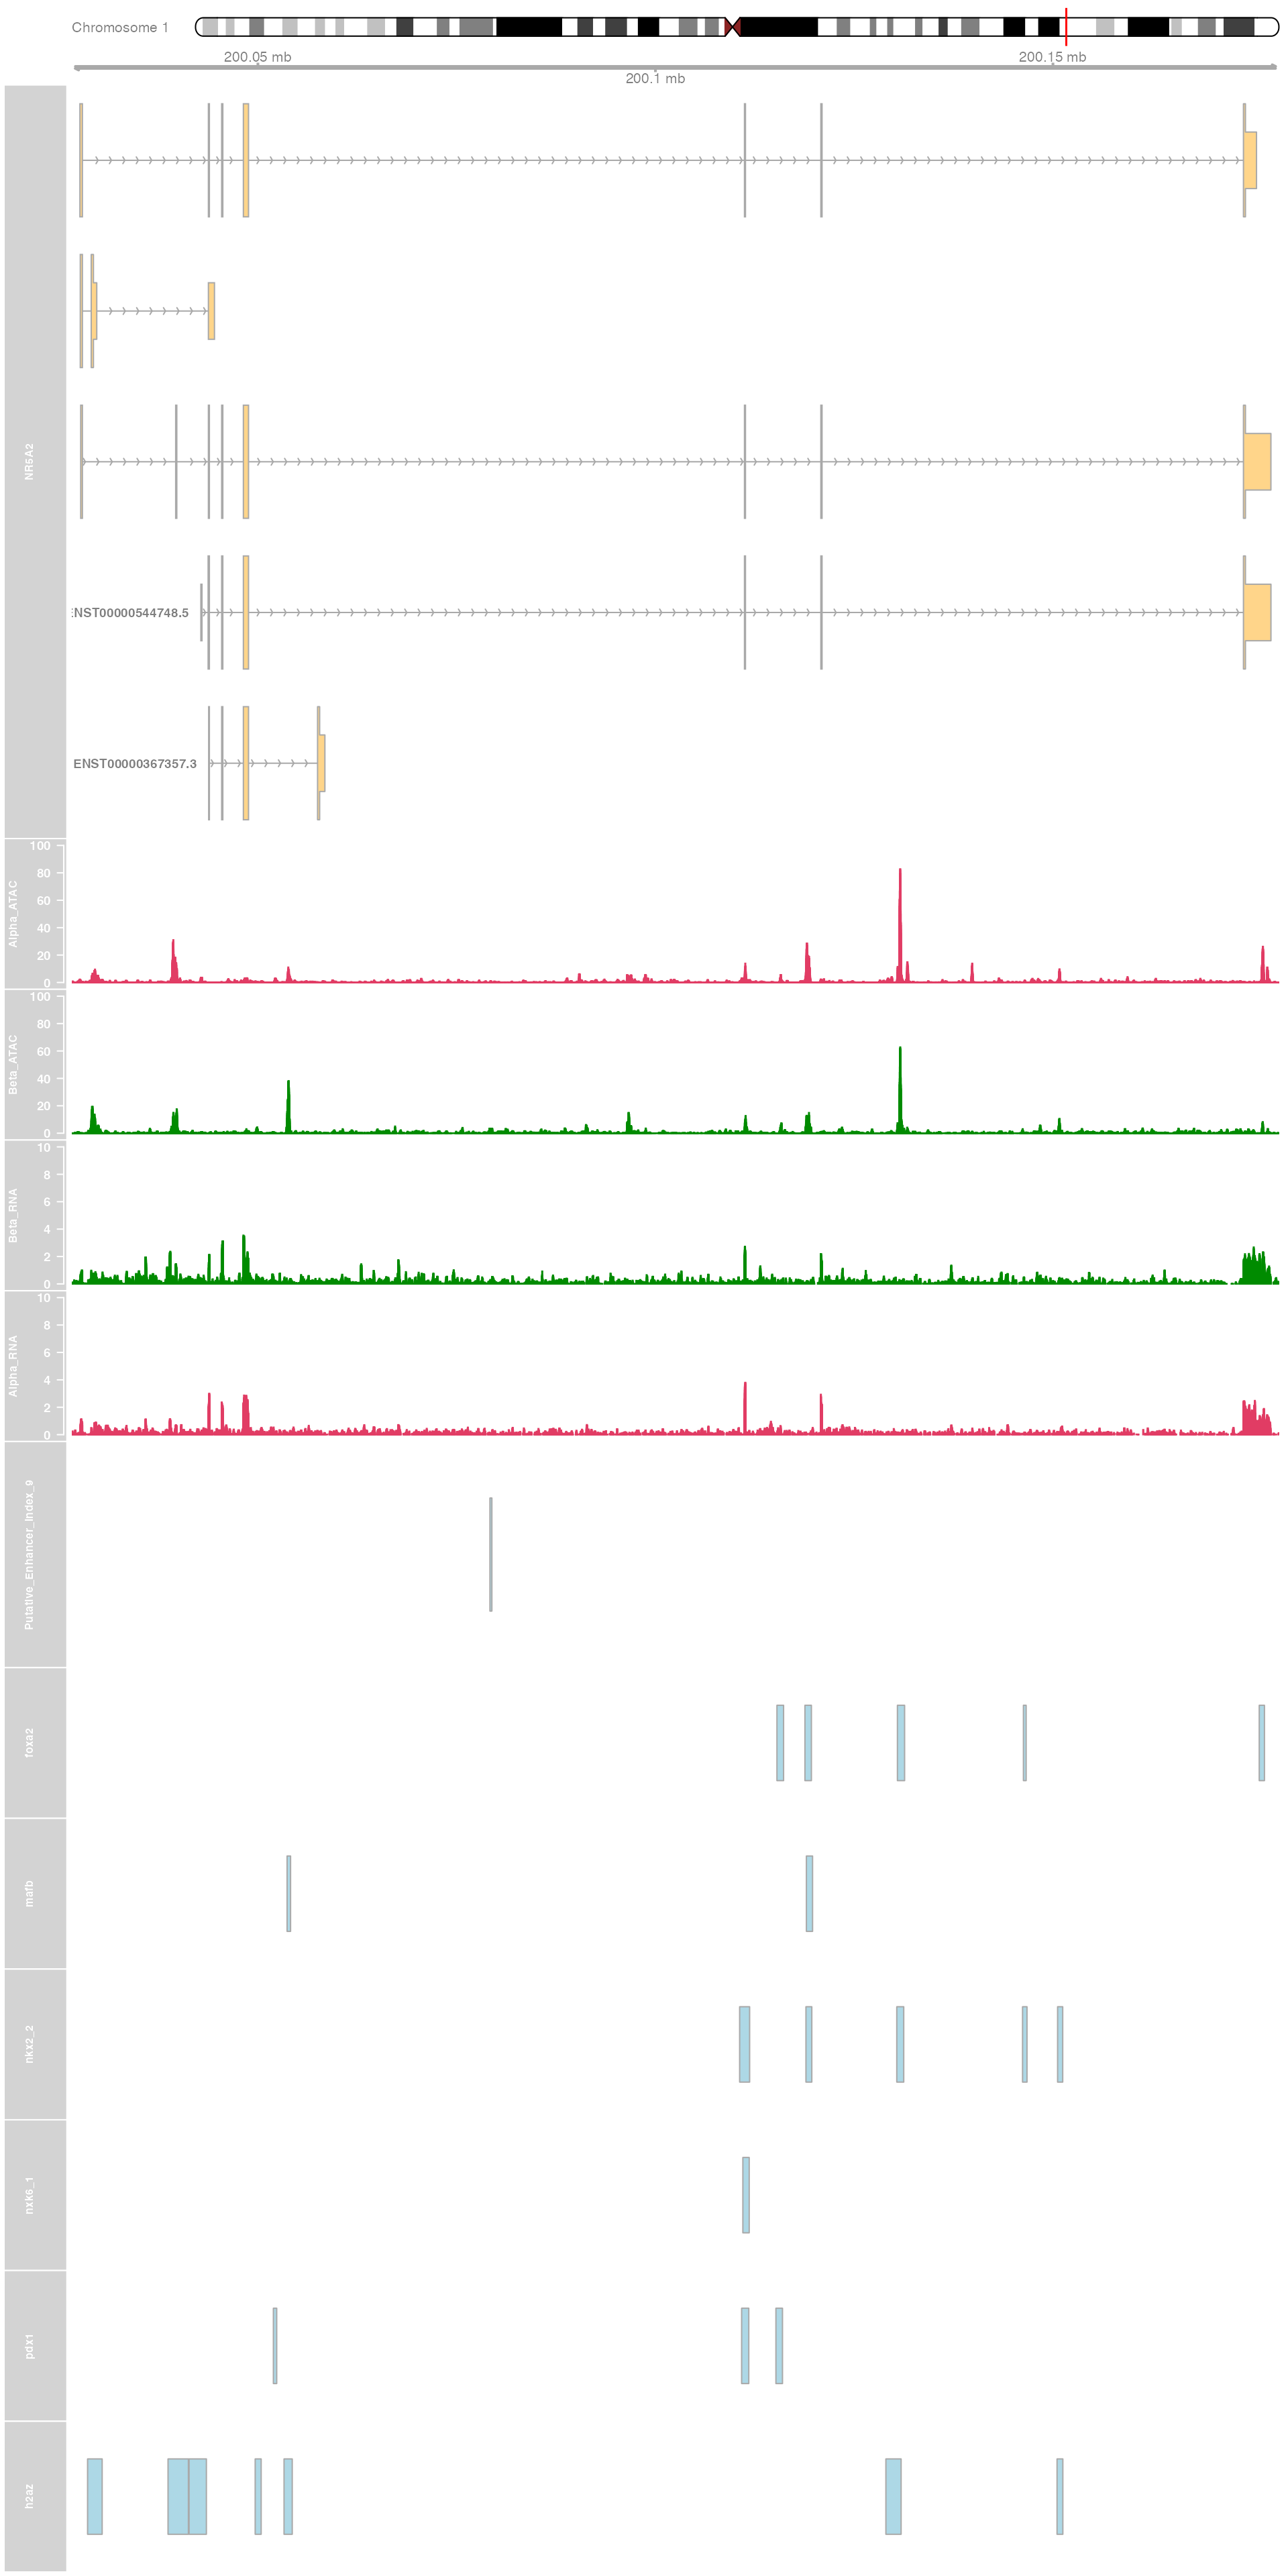 Chromosome 1
200.05 mb
200.15 mb
200.1 mb
NR5A2
NST00000544748.5
ENST00000367357.3
Alpha_ATAC
100
80
60
40
20
0
Beta_ATAC
100
80
60
40
20
0
Beta_RNA
10
8
6
4
2
0
Alpha_RNA
10
8
6
4
2
0
Putative_Enhancer_Index_9
foxa2
mafb
nkx2_2
nxk6_1
pdx1
h2az